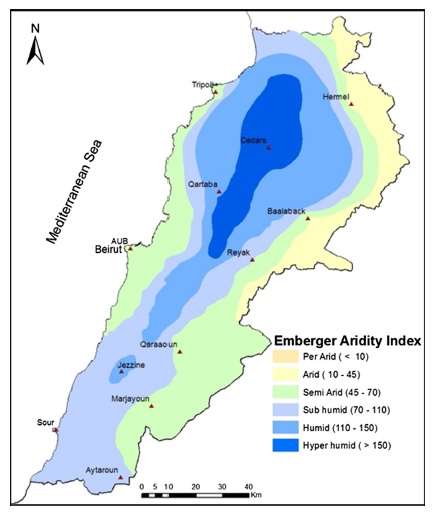 N
Tripoli
Hermel
Cedars
Mediterranean Sea
Qartaba
Baalaback
AUB
Beirut
Reyak
Qaraaoun
Jezzine
Marjayoun
Sour
Aytaroun
Emberger Aridity Index
Per Arid ( < 10)
Arid ( 10 - 45)
Semi Arid (45 - 70)
Sub humid (70 - 110)
Humid (110 - 150)
Hyper humid ( > 150)
0 5 10 20 30 40
Km